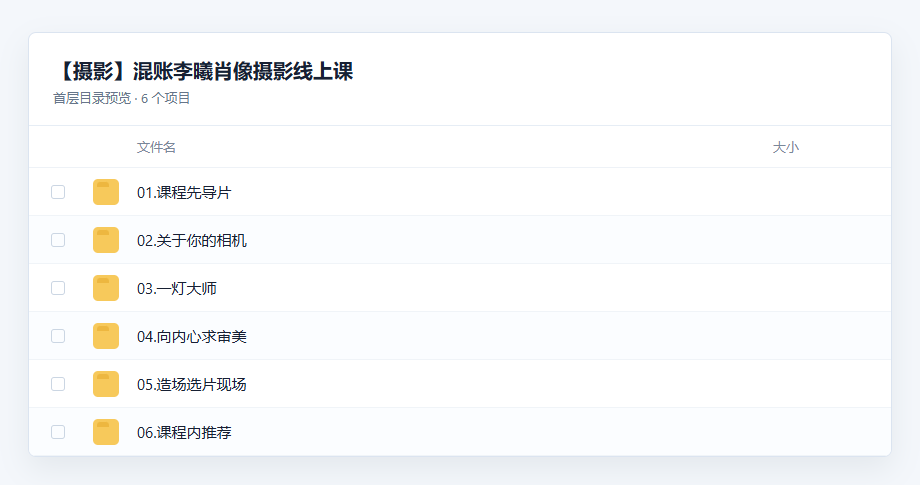 【摄影】混账李曦肖像摄影线上课
首层目录预览 · 6 个项目
文件名 大小
01.课程先导片
02.关于你的相机
03.一灯大师
04.向内心求审美
05.造场选片现场
06.课程内推荐